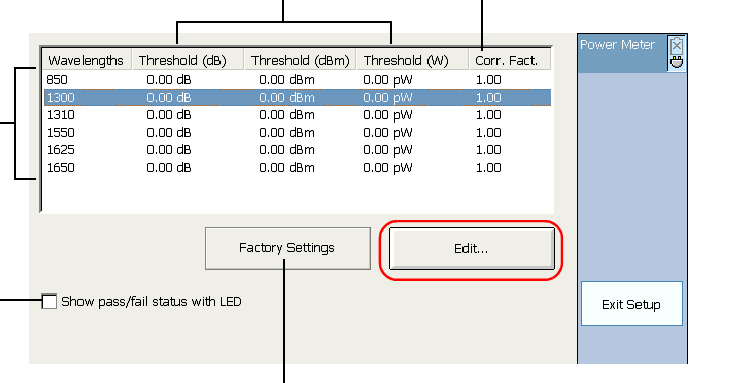 Power Meter
Wavelengths Threshold (dB) Threshold (dBm) Threshold (W) Corr. Fact.
850 0.00 dB 0.00 dBm 0.00 pW 1.00
1300 0.00 dB 0.00 dBm 0.00 pW 1.00
1310 0.00 dB 0.00 dBm 0.00 pW 1.00
1550 0.00 dB 0.00 dBm 0.00 pW 1.00
1625 0.00 dB 0.00 dBm 0.00 pW 1.00
1650 0.00 dB 0.00 dBm 0.00 pW 1.00
Factory Settings Edit...
Show pass/fail status with LED
Exit Setup